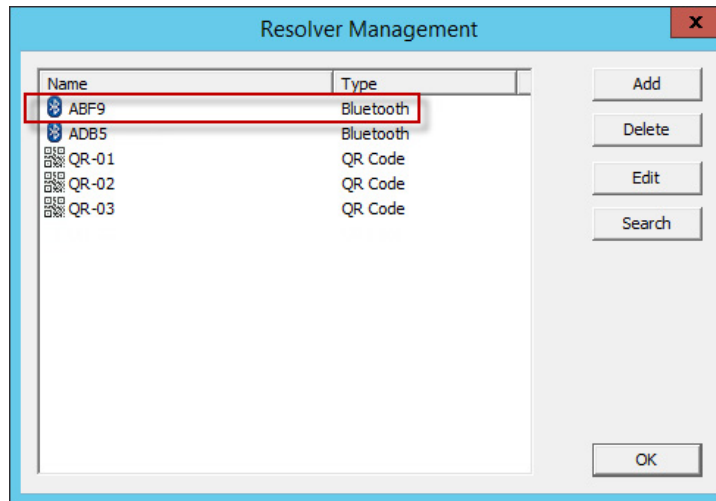 Resolver Management
x
Name Type
ABF9 Bluetooth
ADB5 Bluetooth
QR-01 QR Code
QR-02 QR Code
QR-03 QR Code
Add
Delete
Edit
Search
OK